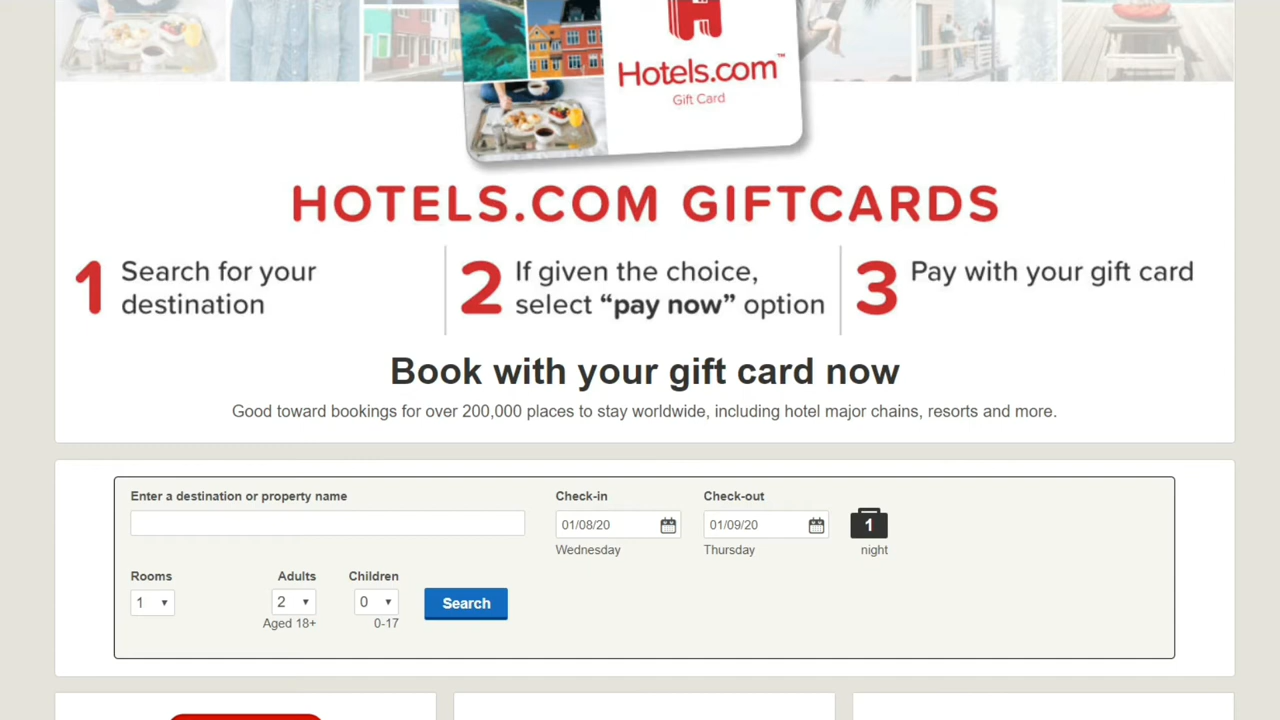 Hotels.com™
Gift Card
HOTELS.COM GIFTCARDS
1 Search for your
destination
2 If given the choice,
select “pay now” option
3 Pay with your gift card
Book with your gift card now
Good toward bookings for over 200,000 places to stay worldwide, including hotel major chains, resorts and more.
Enter a destination or property name
Check-in
Check-out
01/08/20
01/09/20
1
Wednesday
Thursday
night
Rooms
Adults
Children
1
2
0
Search
Aged 18+
0-17